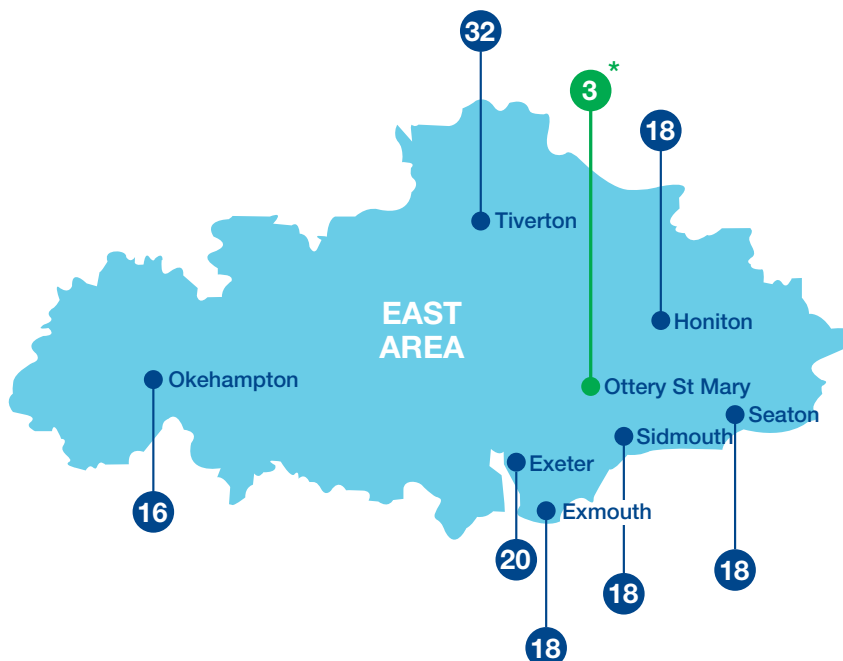 32
3*
18
Tiverton
EAST
AREA
Honiton
Okehampton
Ottery St Mary
Seaton
Sidmouth
Exeter
Exmouth
16
20
18
18
18